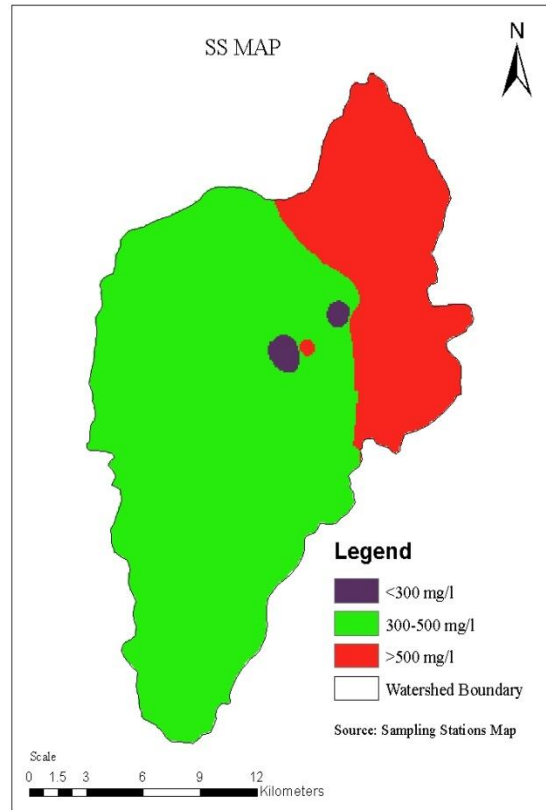 SS MAP
N
Legend
<300 mg/l
300-500 mg/l
>500 mg/l
Watershed Boundary
Source: Sampling Stations Map
Scale
0 1.5 3 6 9 12
Kilometers